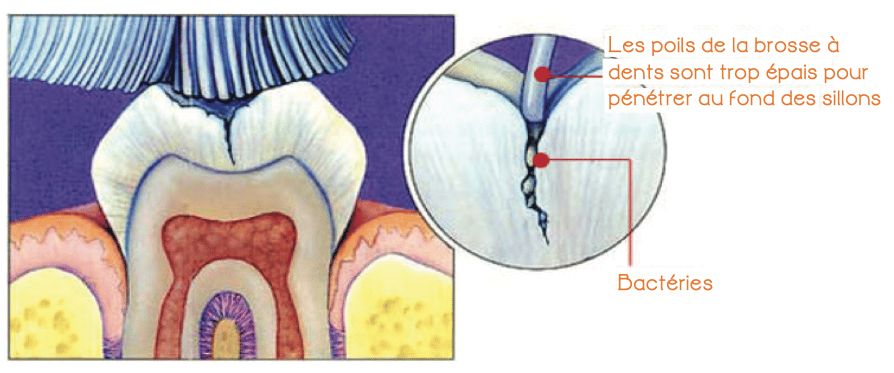 Les poils de la brosse à
dents sont trop épais pour
pénétrer au fond des sillons
Bactéries